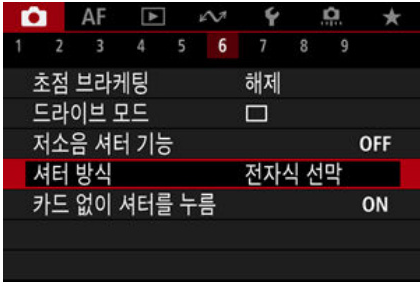 AF
1 2 3 4 5 6 7 8 9
초점 브라케팅 해제
드라이브 모드
저소음 셔터 기능 OFF
셔터 방식 전자식 선막
카드 없이 셔터를 누름 ON